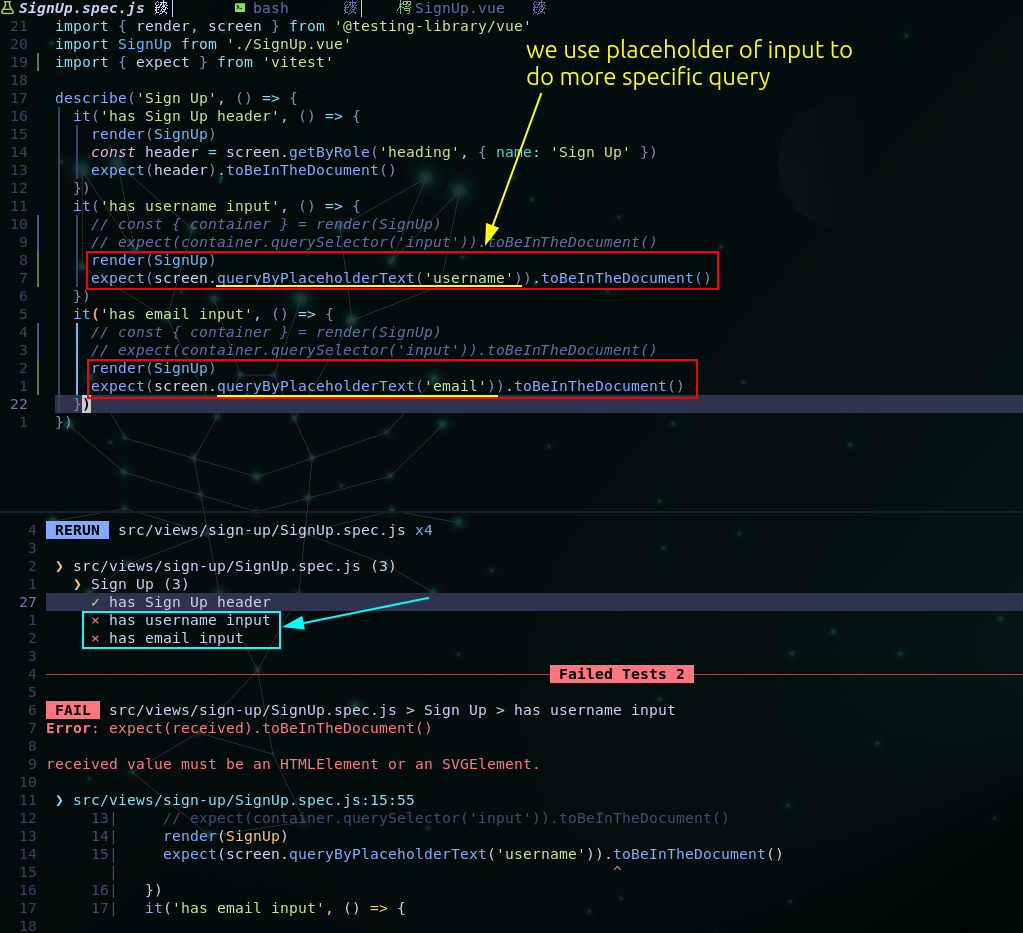 SignUp.spec.js bash SignUp.vue
21 import { render, screen } from '@testing-library/vue'
20 import SignUp from './SignUp.vue'
19 import { expect } from 'vitest'
we use placeholder of input to
do more specific query
18
17 describe('Sign Up', () => {
16 it('has Sign Up header', () => {
15 render(SignUp)
14 const header = screen.getByRole('heading', { name: 'Sign Up' })
13 expect(header).toBeInTheDocument()
12 })
11 it('has username input', () => {
10 // const { container } = render(SignUp)
9 // expect(container.querySelector('input')).toBeInTheDocument()
8 render(SignUp)
7 expect(screen.queryByPlaceholderText('username')).toBeInTheDocument()
6 })
5 it('has email input', () => {
4 // const { container } = render(SignUp)
3 // expect(container.querySelector('input')).toBeInTheDocument()
2 render(SignUp)
1 expect(screen.queryByPlaceholderText('email')).toBeInTheDocument()
22 })
1 })
4 RERUN src/views/sign-up/SignUp.spec.js x4
3
2 ❯ src/views/sign-up/SignUp.spec.js (3)
1 ❯ Sign Up (3)
27 ✓ has Sign Up header
1 × has username input
2 × has email input
3
4 Failed Tests 2
5
6 FAIL src/views/sign-up/SignUp.spec.js > Sign Up > has username input
7 Error: expect(received).toBeInTheDocument()
8
9 received value must be an HTMLElement or an SVGElement.
10
11 ❯ src/views/sign-up/SignUp.spec.js:15:55
12 13| // expect(container.querySelector('input')).toBeInTheDocument()
13 14| render(SignUp)
14 15| expect(screen.queryByPlaceholderText('username')).toBeInTheDocument()
15 | ^
16 16| })
17 17| it('has email input', () => {
18